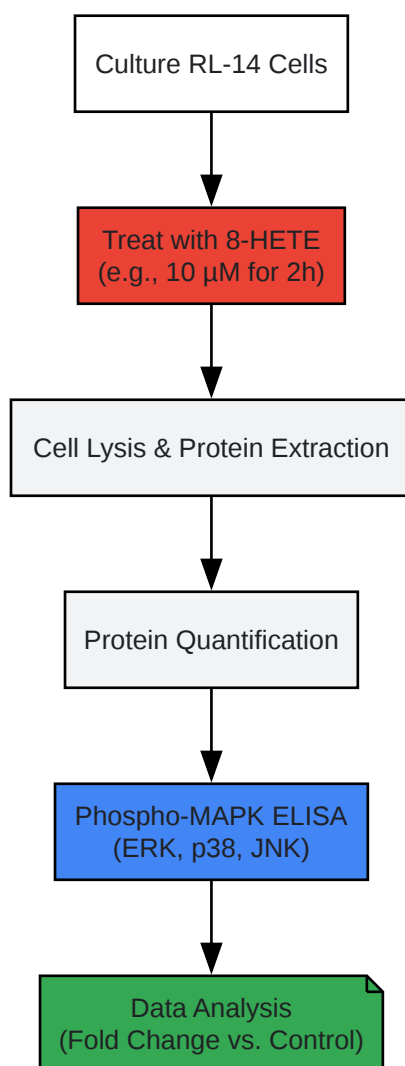 Culture RL-14 Cells
Treat with 8-HETE
(e.g., 10 µM for 2h)
Cell Lysis & Protein Extraction
Protein Quantification
Phospho-MAPK ELISA
(ERK, p38, JNK)
Data Analysis
(Fold Change vs. Control)